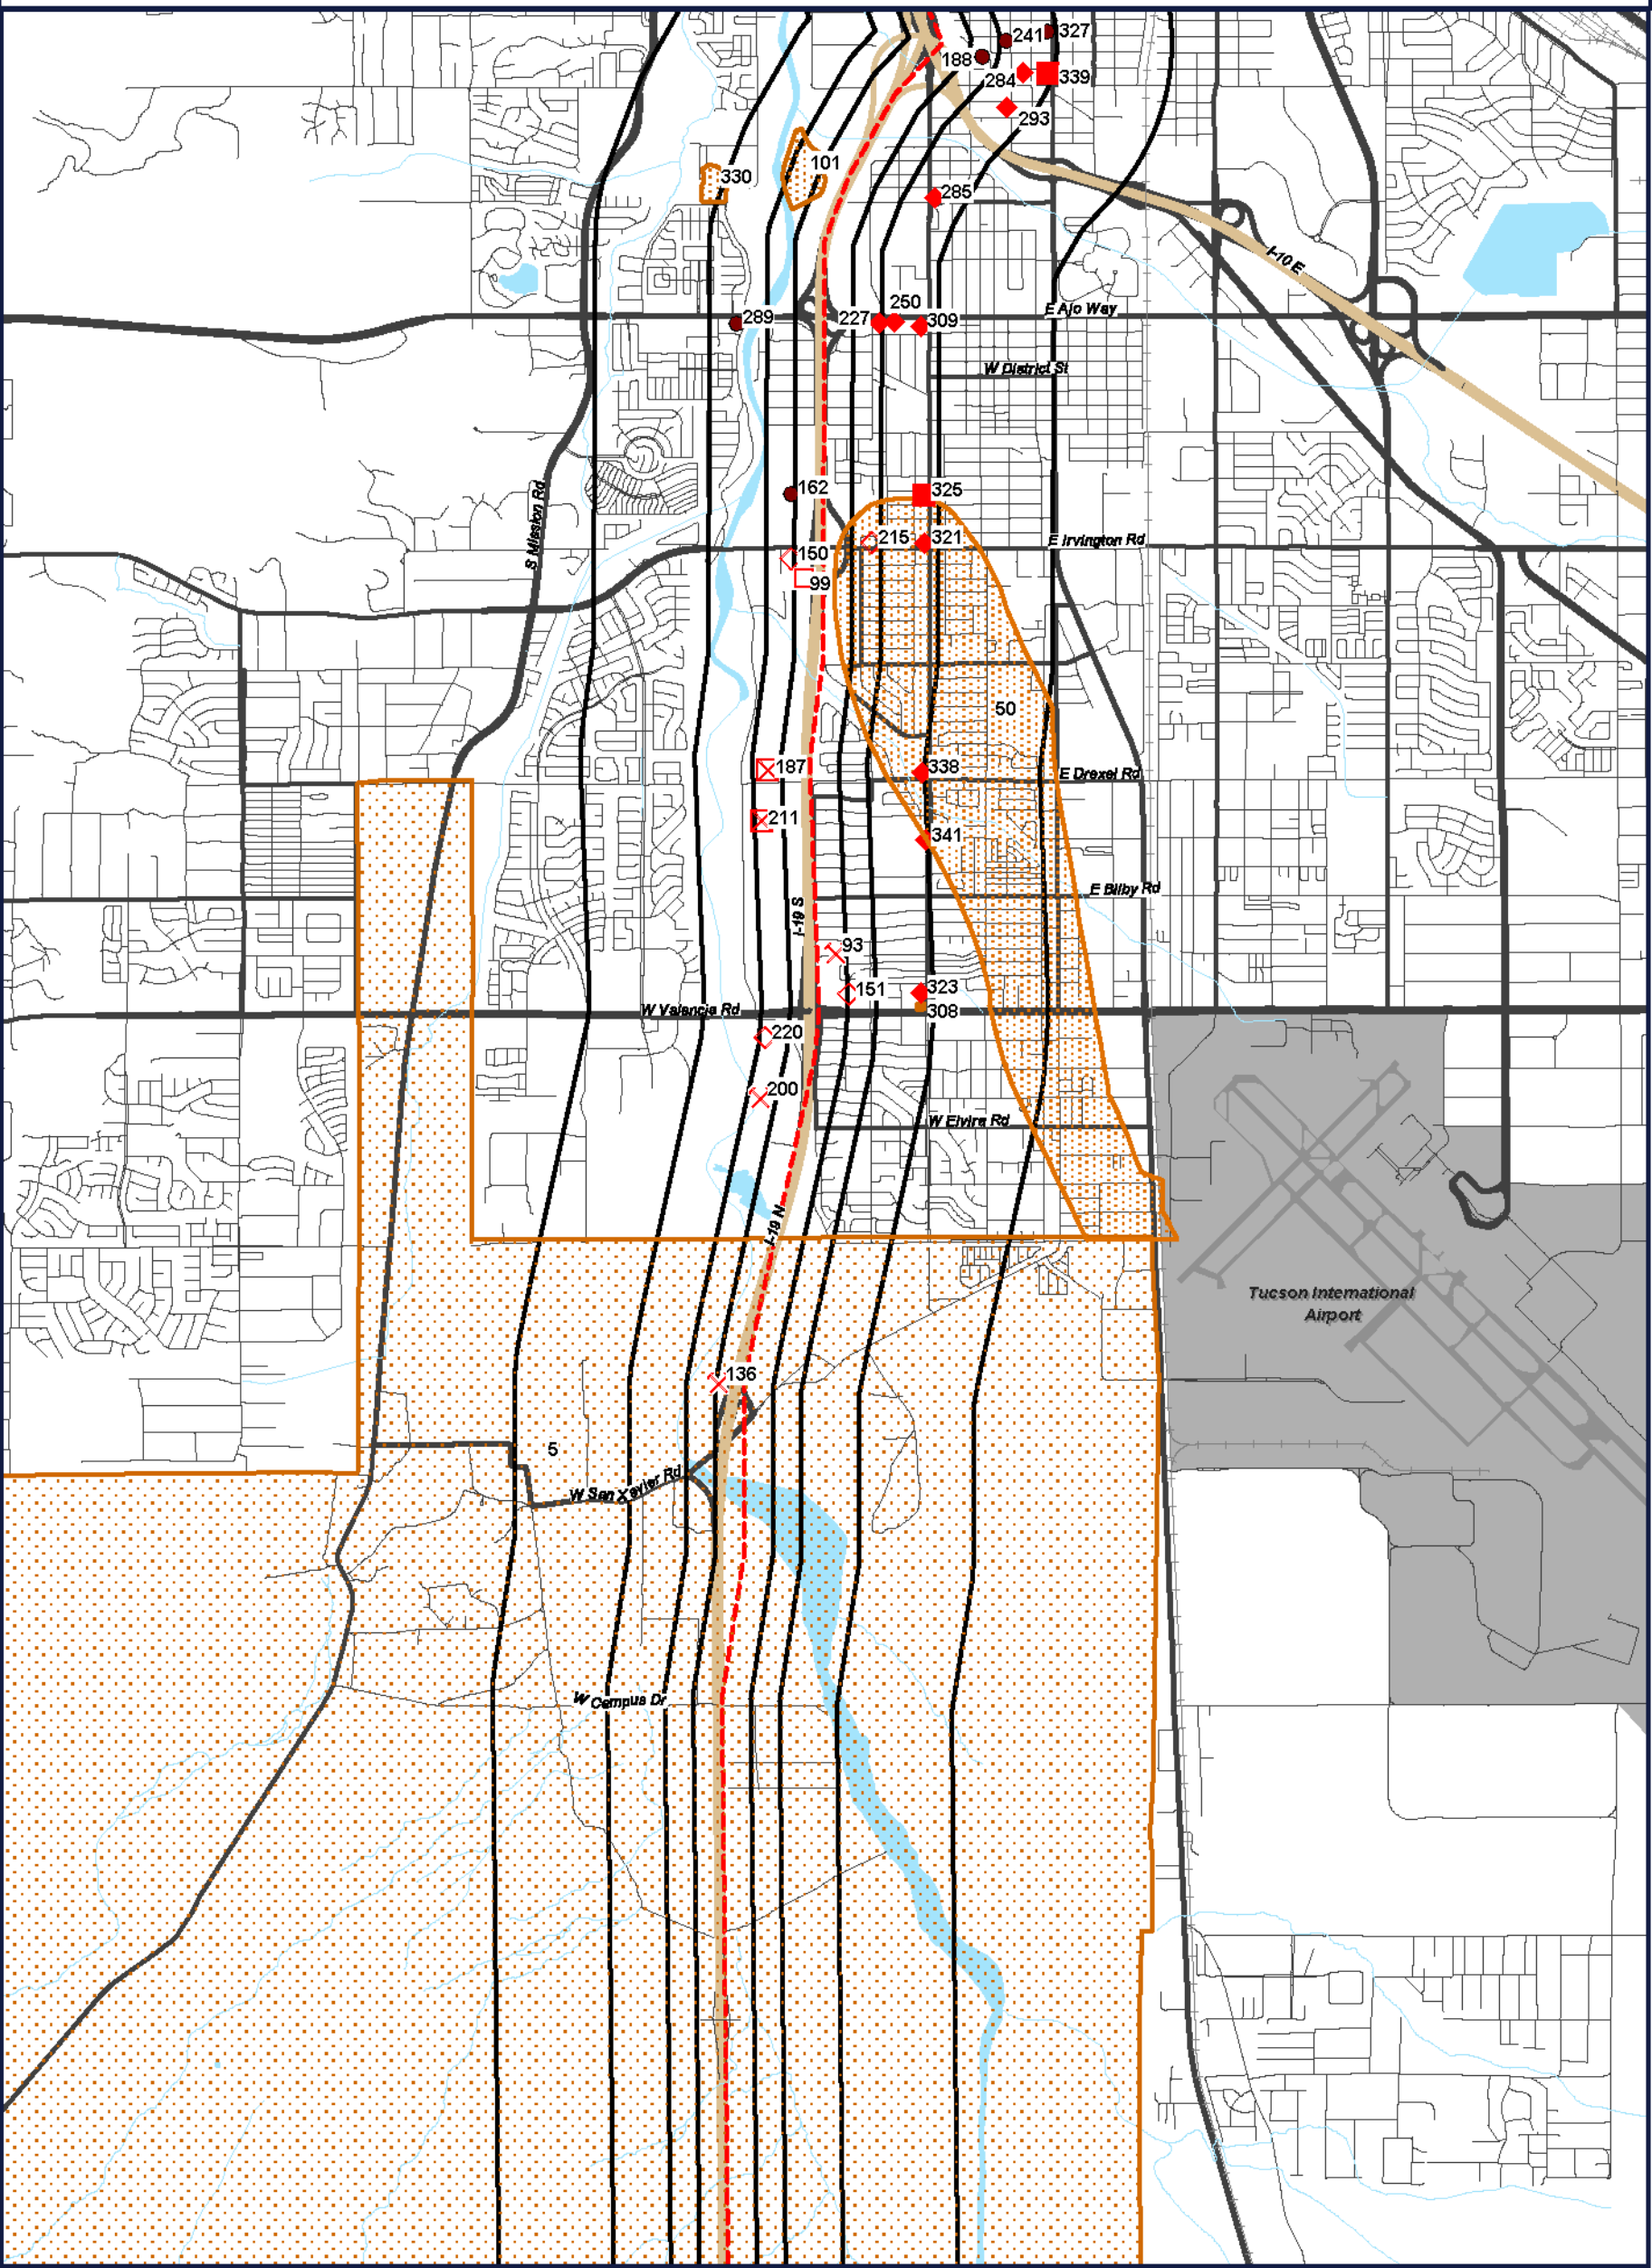 241
327
188
284
339
293
101
330
285
I-10 E
250
E Ajo Way
289
227
309
W District St
325
162
S Mission Rd
215
321
E Irvington Rd
150
99
50
187
338
E Drexel Rd
211
341
E Bilby Rd
I-19 S
93
151
323
W Valencia Rd
308
220
200
W Elvira Rd
I-19 N
Tucson International
Airport
136
5
W San Xavier Rd
W Campus Dr